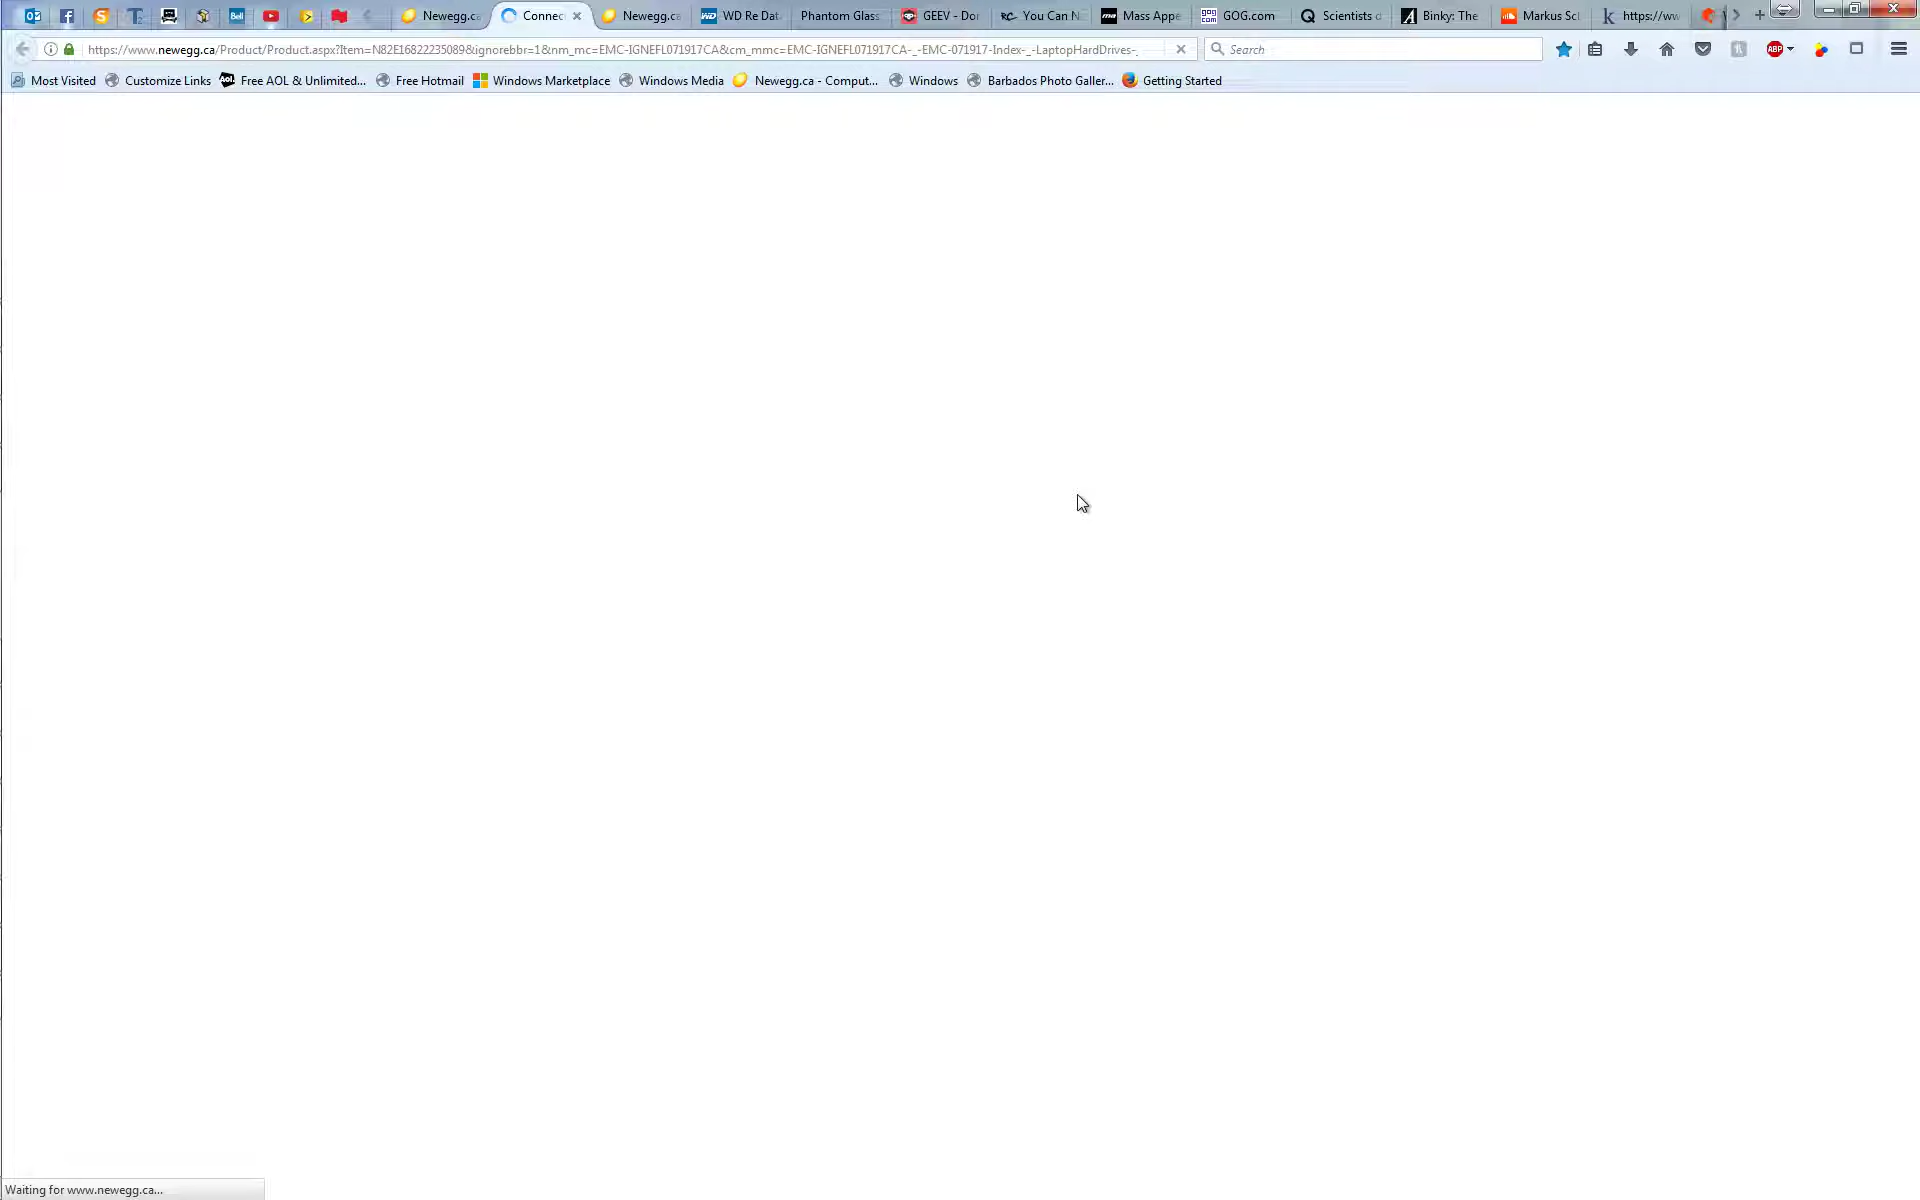 Newegg.ca Connec Newegg.ca WD Re Dat Phantom Glass GEEV - Do You Can N Mass Appe GOG.com Scientists d Binky: The Markus Sc https://ww
https://www.newegg.ca/Product/Product.aspx?Item=N82E16822235089&ignorebbr=1&nm_mc=EMC-IGNEFL071917CA&cm_mmc=EMC-IGNEFL071917CA-_-EMC-071917-Index-_-LaptopHardDrives-_ Search ABP
Most Visited Customize Links Aol. Free AOL & Unlimited... Free Hotmail Windows Marketplace Windows Media Newegg.ca - Comput... Windows Barbados Photo Galler... Getting Started
Waiting for www.newegg.ca...